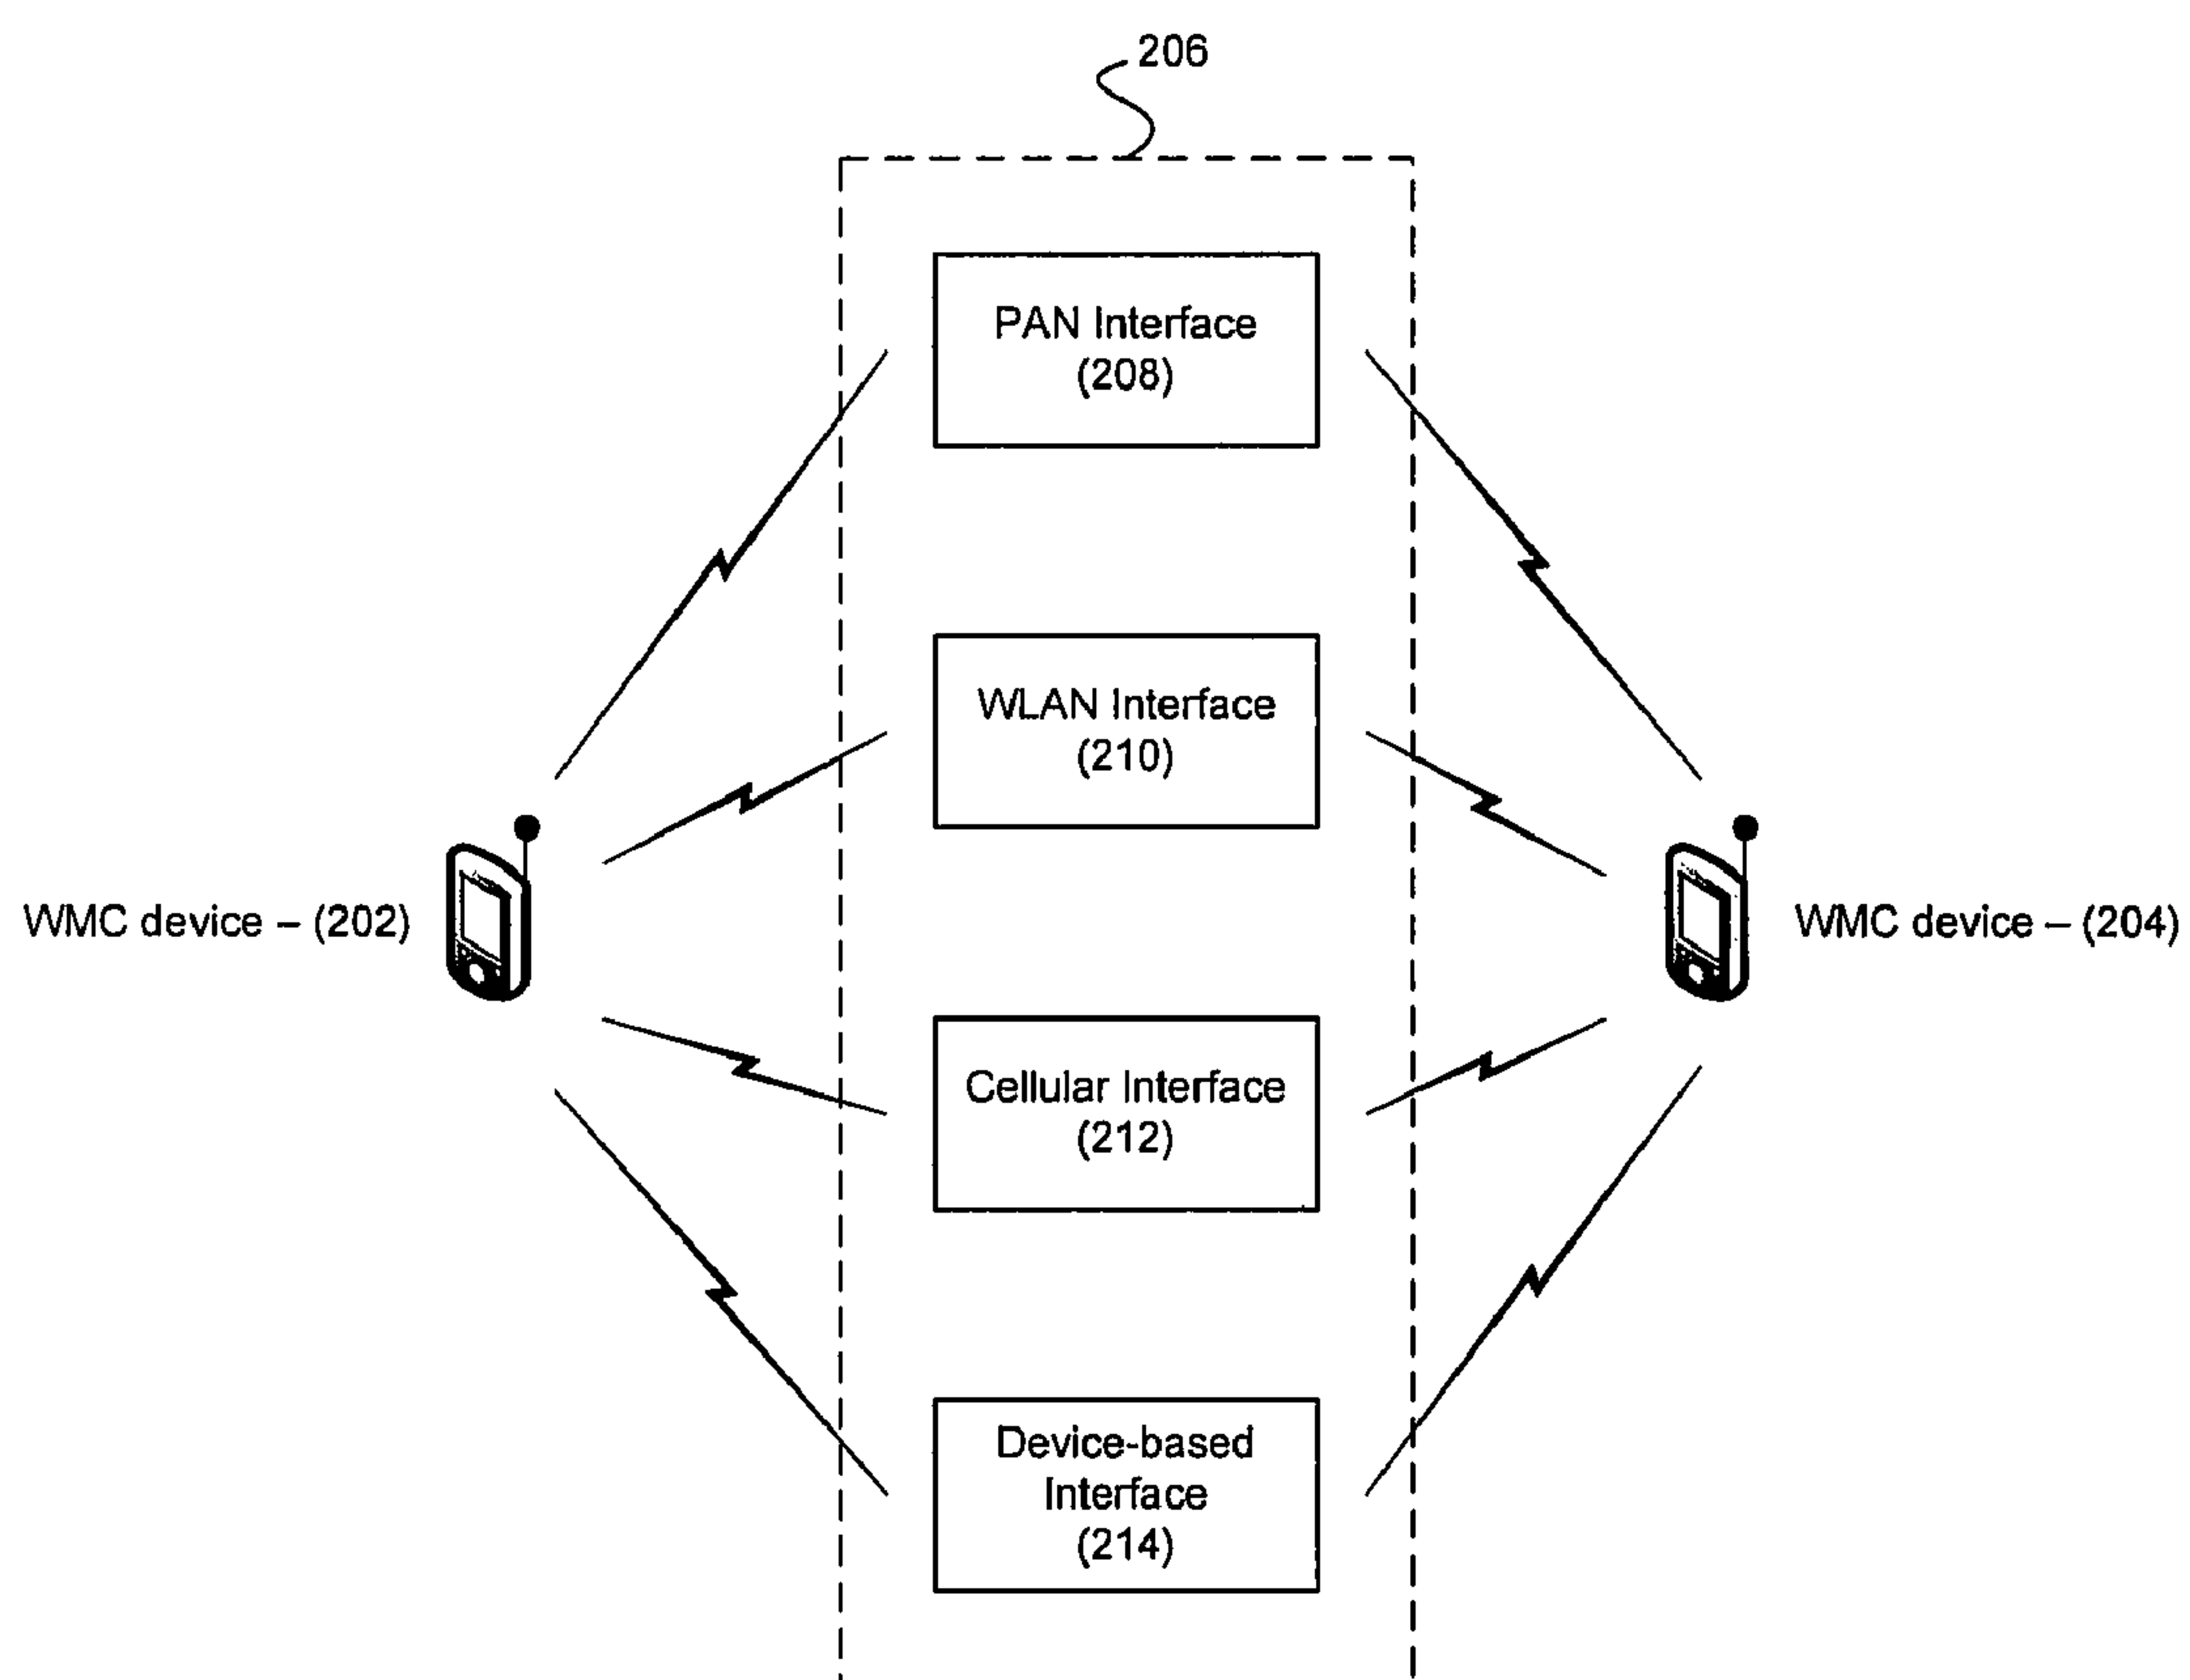 206
PAN Interface
(208)
WLAN Interface
(210)
WMC device – (202)
WMC device – (204)
Cellular Interface
(212)
Device-based
Interface
(214)